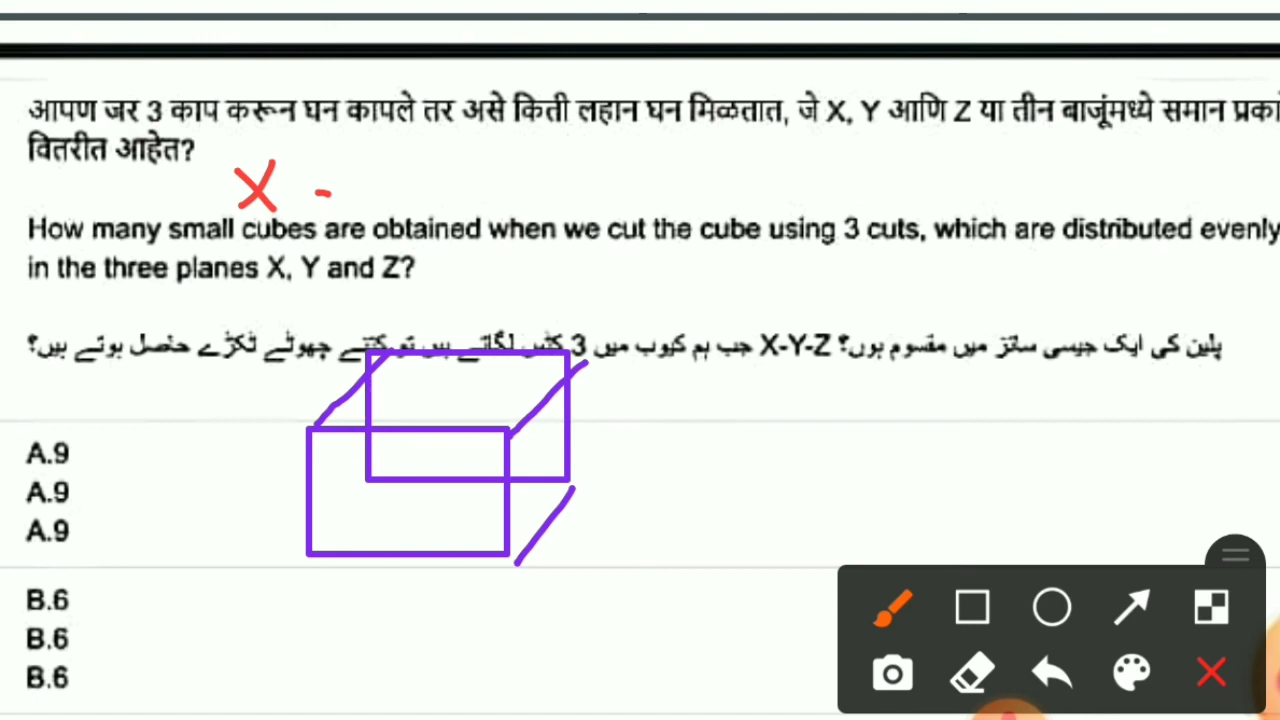 आपण जर 3 काप करून घन कापले तर असे किती लहान घन मिळतात, जे X, Y आणि Z या तीन बाजूंमध्ये समान
वितरीत आहेत?
X -
How many small cubes are obtained when we cut the cube using 3 cuts, which are distributed evenly
in the three planes X, Y and Z?
پلین کی ایک جیسی سائز میں مقسوم ہوں؟ X-Y-Z جب ہم کیوب میں 3 کٹیں لگاتے ہیں تو کتنے چھوٹے ٹکڑے حاصل ہوتے ہیں؟
A.9
A.9
A.9
B.6
B.6
B.6